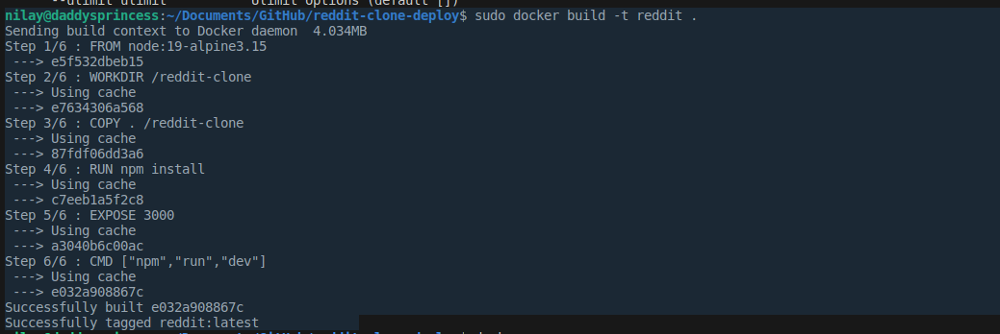 --ulimit ulimit           Ulimit options (default [])
nilay@daddysprincess:~/Documents/GitHub/reddit-clone-deploy$ sudo docker build -t reddit .
Sending build context to Docker daemon  4.034MB
Step 1/6 : FROM node:19-alpine3.15
 ---> e5f532dbeb15
Step 2/6 : WORKDIR /reddit-clone
 ---> Using cache
 ---> e7634306a568
Step 3/6 : COPY . /reddit-clone
 ---> Using cache
 ---> 87fdf06dd3a6
Step 4/6 : RUN npm install
 ---> Using cache
 ---> c7eeb1a5f2c8
Step 5/6 : EXPOSE 3000
 ---> Using cache
 ---> a3040b6c00ac
Step 6/6 : CMD ["npm","run","dev"]
 ---> Using cache
 ---> e032a908867c
Successfully built e032a908867c
Successfully tagged reddit:latest